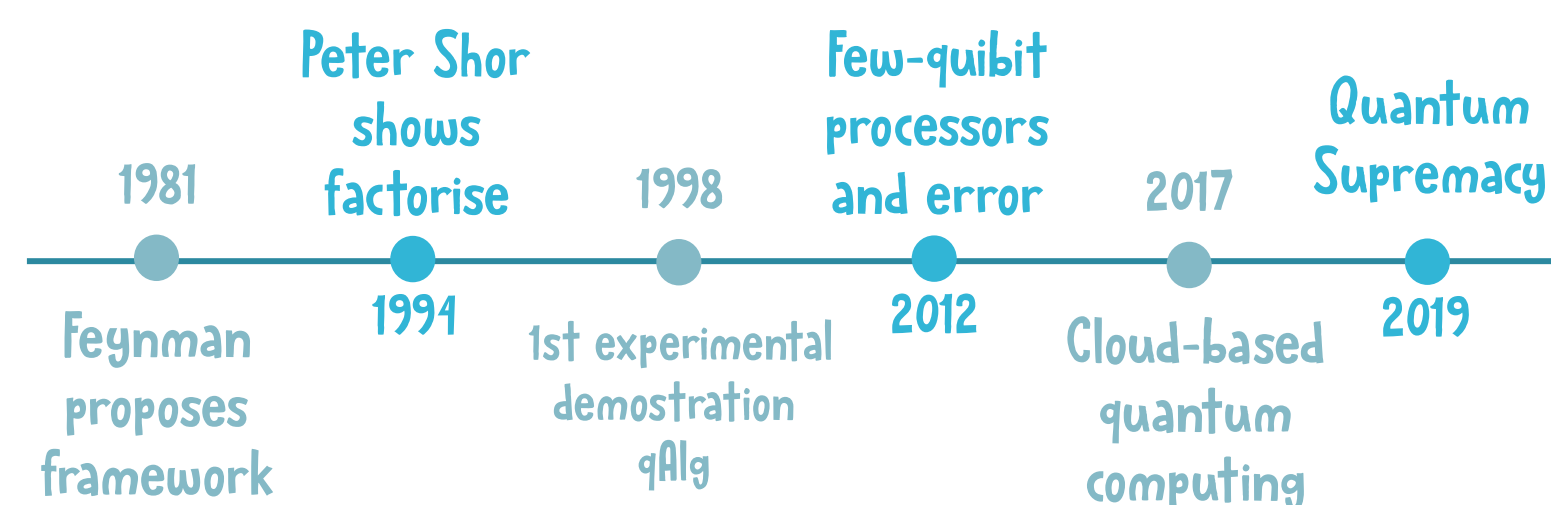 1981
Feynman
proposes
framework
Peter Shor
shows
factorise
1994
1998
1st experimental
demostration
qAlg
Few-quibit
processors
and error
2012
2017
Cloud-based
quantum
computing
Quantum
Supremacy
2019